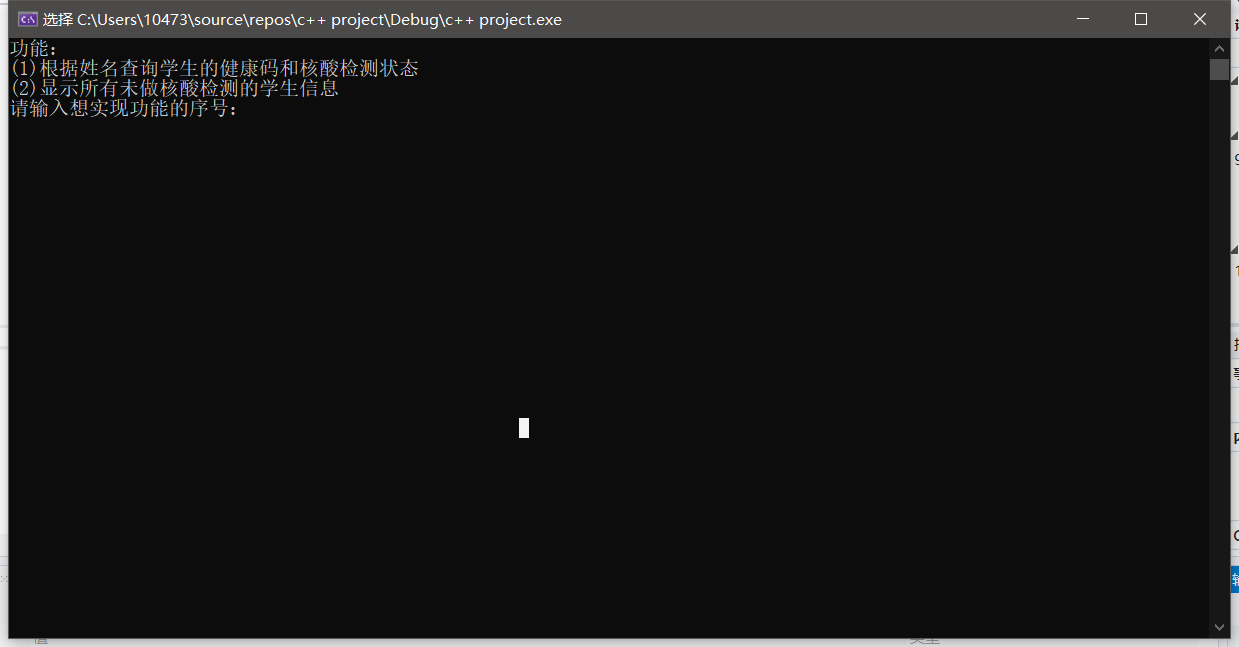 选择 C:\Users\10473\source\repos\c++ project\Debug\c++ project.exe
功能：
(1)根据姓名查询学生的健康码和核酸检测状态
(2)显示所有未做核酸检测的学生信息
请输入想实现功能的序号：